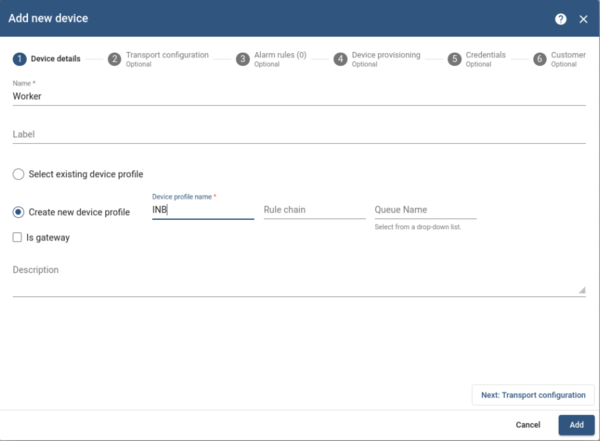 Add new device
?
1 Device details
2 Transport configuration
Optional
3 Alarm rules (0)
Optional
4 Device provisioning
Optional
5 Credentials
Optional
6 Customer
Optional
Name *
Worker
Label
Select existing device profile
Create new device profile
Device profile name *
INB
Rule chain
Queue Name
Select from a drop-down list.
Is gateway
Description
Next: Transport configuration
Cancel
Add